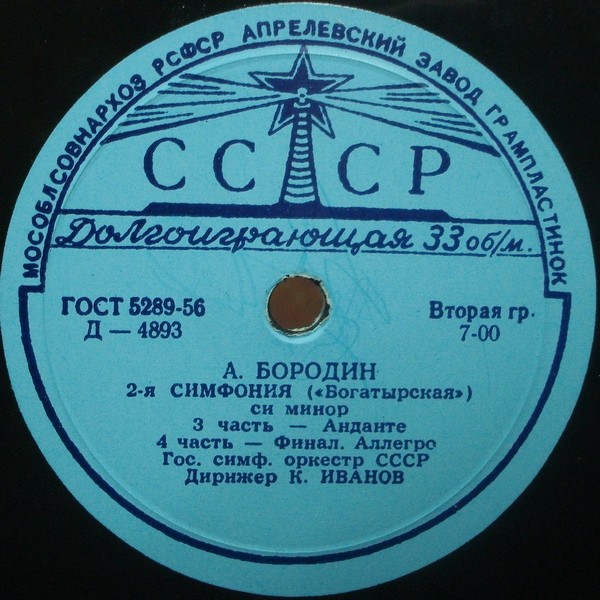 МОСОБЛСОВНАРХОЗ РСФСР АПРЕЛЕВСКИЙ ЗАВОД ГРАМПЛАСТИНОК
СССР
Долгоиграющая 33 об/м.
ГОСТ 5289-56
Д — 4893
Вторая гр.
7-00
А. БОРОДИН
2-я СИМФОНИЯ («Богатырская»)
си минор
3 часть — Анданте
4 часть — Финал. Аллегро
Гос. симф. оркестр СССР
Дирижер К. ИВАНОВ